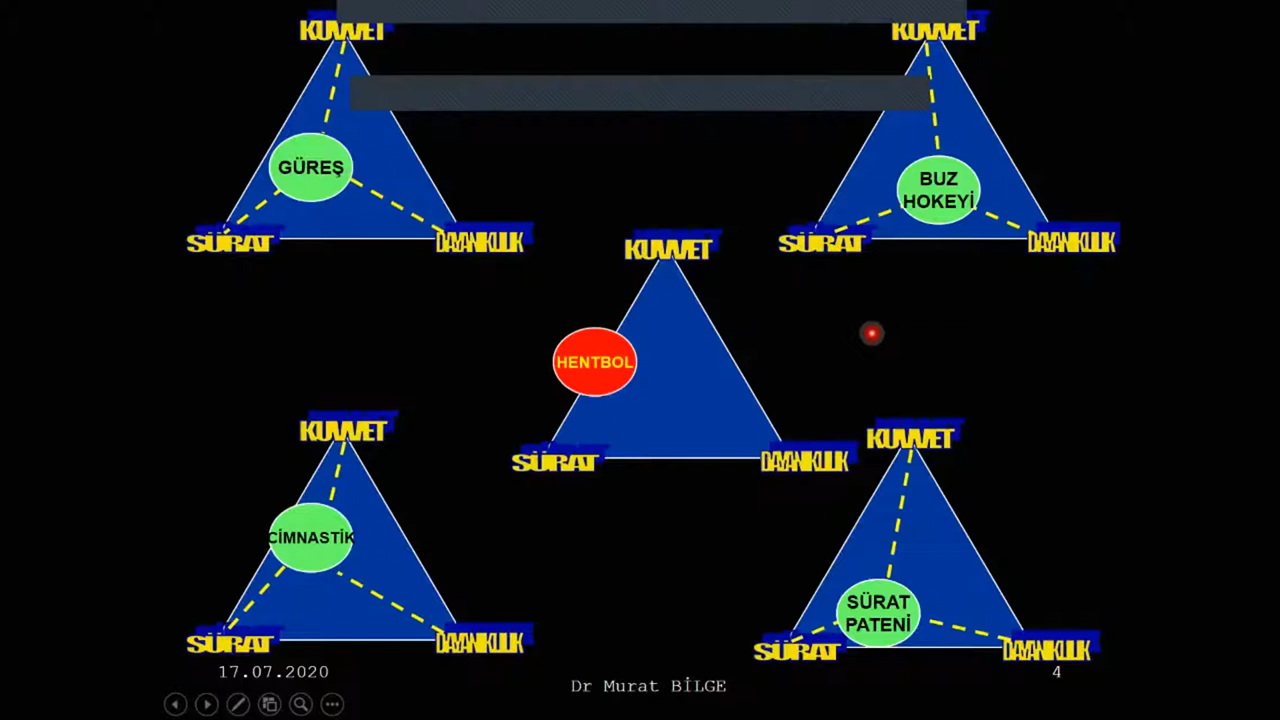 KUVVET
KUVVET
GÜREŞ
BUZ
HOKEYİ
SÜRAT
DAYANIKLILIK
SÜRAT
DAYANIKLILIK
KUVVET
HENTBOL
SÜRAT
DAYANIKLILIK
KUVVET
KUVVET
CİMNASTİK
SÜRAT
PATENİ
SÜRAT
DAYANIKLILIK
SÜRAT
DAYANIKLILIK
17.07.2020
Dr Murat BİLGE
4